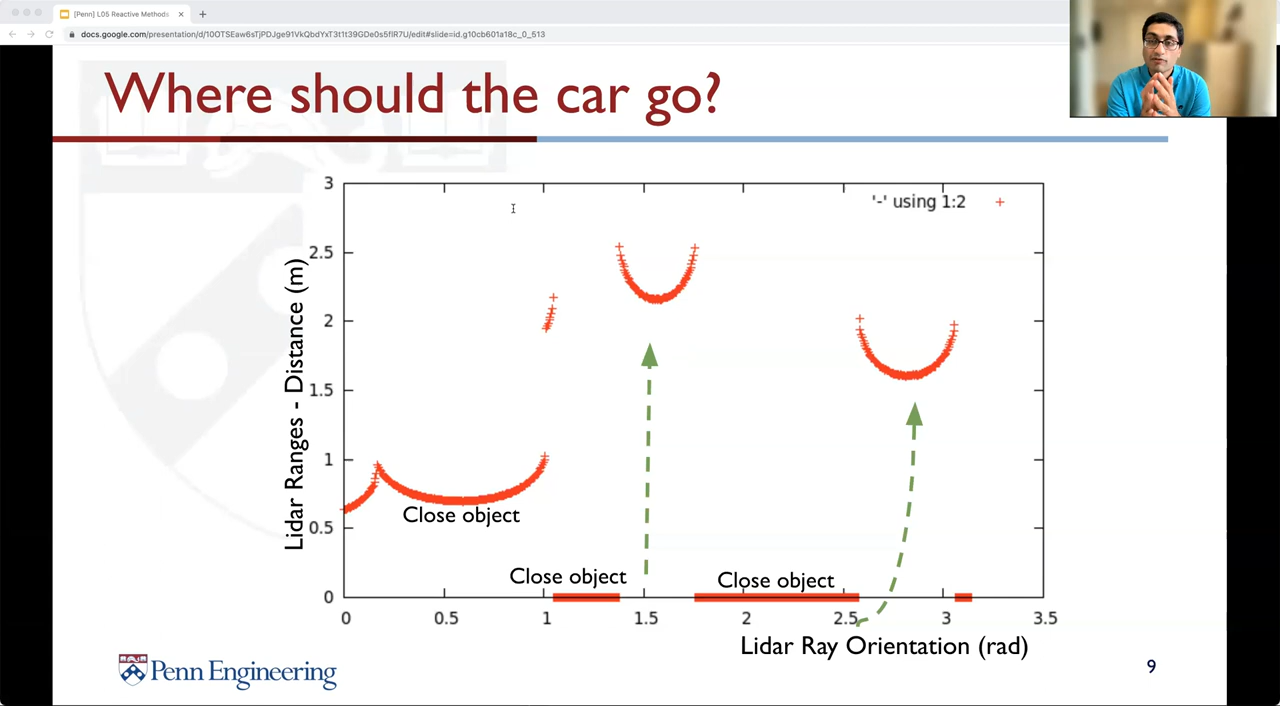 [Penn] L05 Reactive Methods
docs.google.com/presentation/d/10OTSEaw6sTjPDJge91VkQbdYxT3t1t39GDe0s5flR7U/edit#slide=id.g10cb601a18c_0_513
Where should the car go?
'-' using 1:2
3
2.5
2
1.5
1
0.5
0
Lidar Ranges - Distance (m)
Close object
Close object
Close object
0 0.5 1 1.5 2 2.5 3 3.5
Lidar Ray Orientation (rad)
Penn Engineering
9